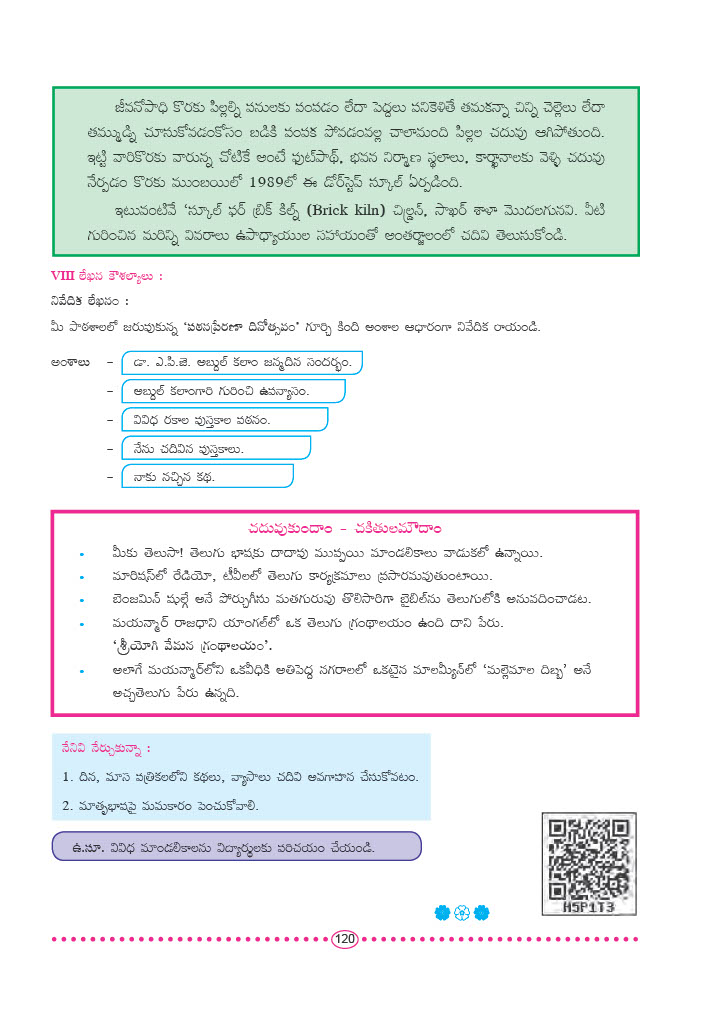 జీవనోపాధి కొరకు పిల్లల్ని పనులకు పంపడం లేదా పెద్దలు పనికెళితే తమకన్నా చిన్ని చెల్లెలు లేదా
తమ్ముడ్ని చూసుకోవడంకోసం బడికి పంపక పోవడంవల్ల చాలామంది పిల్లల చదువు ఆగిపోతుంది.
ఇట్టి వారికొరకు వారున్న చోటికే అంటే ఫుట్‌పాథ్, భవన నిర్మాణ స్థలాలు, కార్ఖానాలకు వెళ్ళి చదువు
నేర్పడం కొరకు ముంబయిలో 1989లో ఈ డోర్‌స్టెప్ స్కూల్ ఏర్పడింది.
ఇటువంటివే ‘స్కూల్ ఫర్ బ్రిక్ కిల్న్ (Brick kiln) చిల్డ్రన్, సాఖర్ శాళా మొదలగునవి. వీటి
గురించిన మరిన్ని వివరాలు ఉపాధ్యాయుల సహాయంతో అంతర్జాలంలో చదివి తెలుసుకోండి.
VIII లేఖన కౌశల్యాలు :
నివేదిక లేఖనం :
మీ పాఠశాలలో జరుపుకున్న ‘పఠనప్రేరణా దినోత్సవం’ గూర్చి కింది అంశాల ఆధారంగా నివేదిక రాయండి.
అంశాలు – డా. ఎ.పి.జె. అబ్దుల్ కలాం జన్మదిన సందర్భం.
– ఆబ్దుల్ కలాంగారి గురించి ఉపన్యాసం.
– వివిధ రకాల పుస్తకాల పఠనం.
– నేను చదివిన పుస్తకాలు.
– నాకు నచ్చిన కథ.
చదువుకుందాం – చకితులమౌదాం
• మీకు తెలుసా! తెలుగు భాషకు దాదాపు ముప్పయి మాండలికాలు వాడుకలో ఉన్నాయి.
• మారిషస్‌లో రేడియో, టీవీలలో తెలుగు కార్యక్రమాలు ప్రసారమవుతుంటాయి.
• బెంజమిన్ షుల్గే అనే పోర్చుగీసు మతగురువు తొలిసారిగా బైబిల్‌ను తెలుగులోకి అనువదించాడట.
• మయన్మార్ రాజధాని యాంగల్‌లో ఒక తెలుగు గ్రంథాలయం ఉంది దాని పేరు.
‘శ్రీయోగి వేమన గ్రంథాలయం’.
• అలాగే మయన్మార్‌లోని ఒకవీధికి అతిపెద్ద నగరాలలో ఒకటైన మాలమ్యీన్‌లో ‘మల్లెమాల దిబ్బ’ అనే
అచ్చతెలుగు పేరు ఉన్నది.
నేనివి నేర్చుకున్నా :
1. దిన, మాస పత్రికలలోని కథలు, వ్యాసాలు చదివి అవగాహన చేసుకోవటం.
2. మాతృభాషపై మమకారం పెంచుకోవాలి.
ఉ.సూ. వివిధ మాండలికాలను విద్యార్థులకు పరిచయం చేయండి.
H5P1T3
120